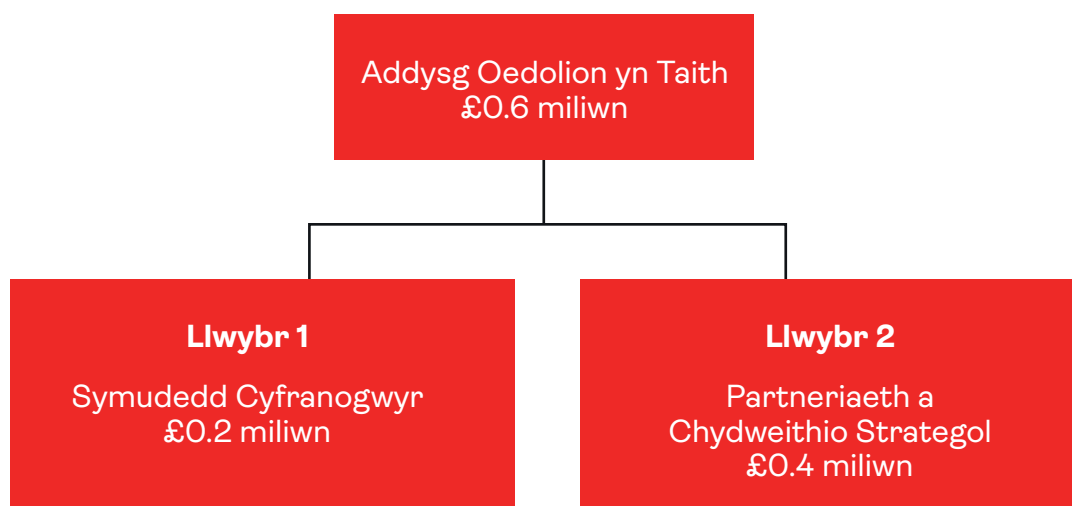 Addysg Oedolion yn Taith
£0.6 miliwn
Llwybr 1
Symudedd Cyfranogwyr
£0.2 miliwn
Llwybr 2
Partneriaeth a
Chydweithio Strategol
£0.4 miliwn